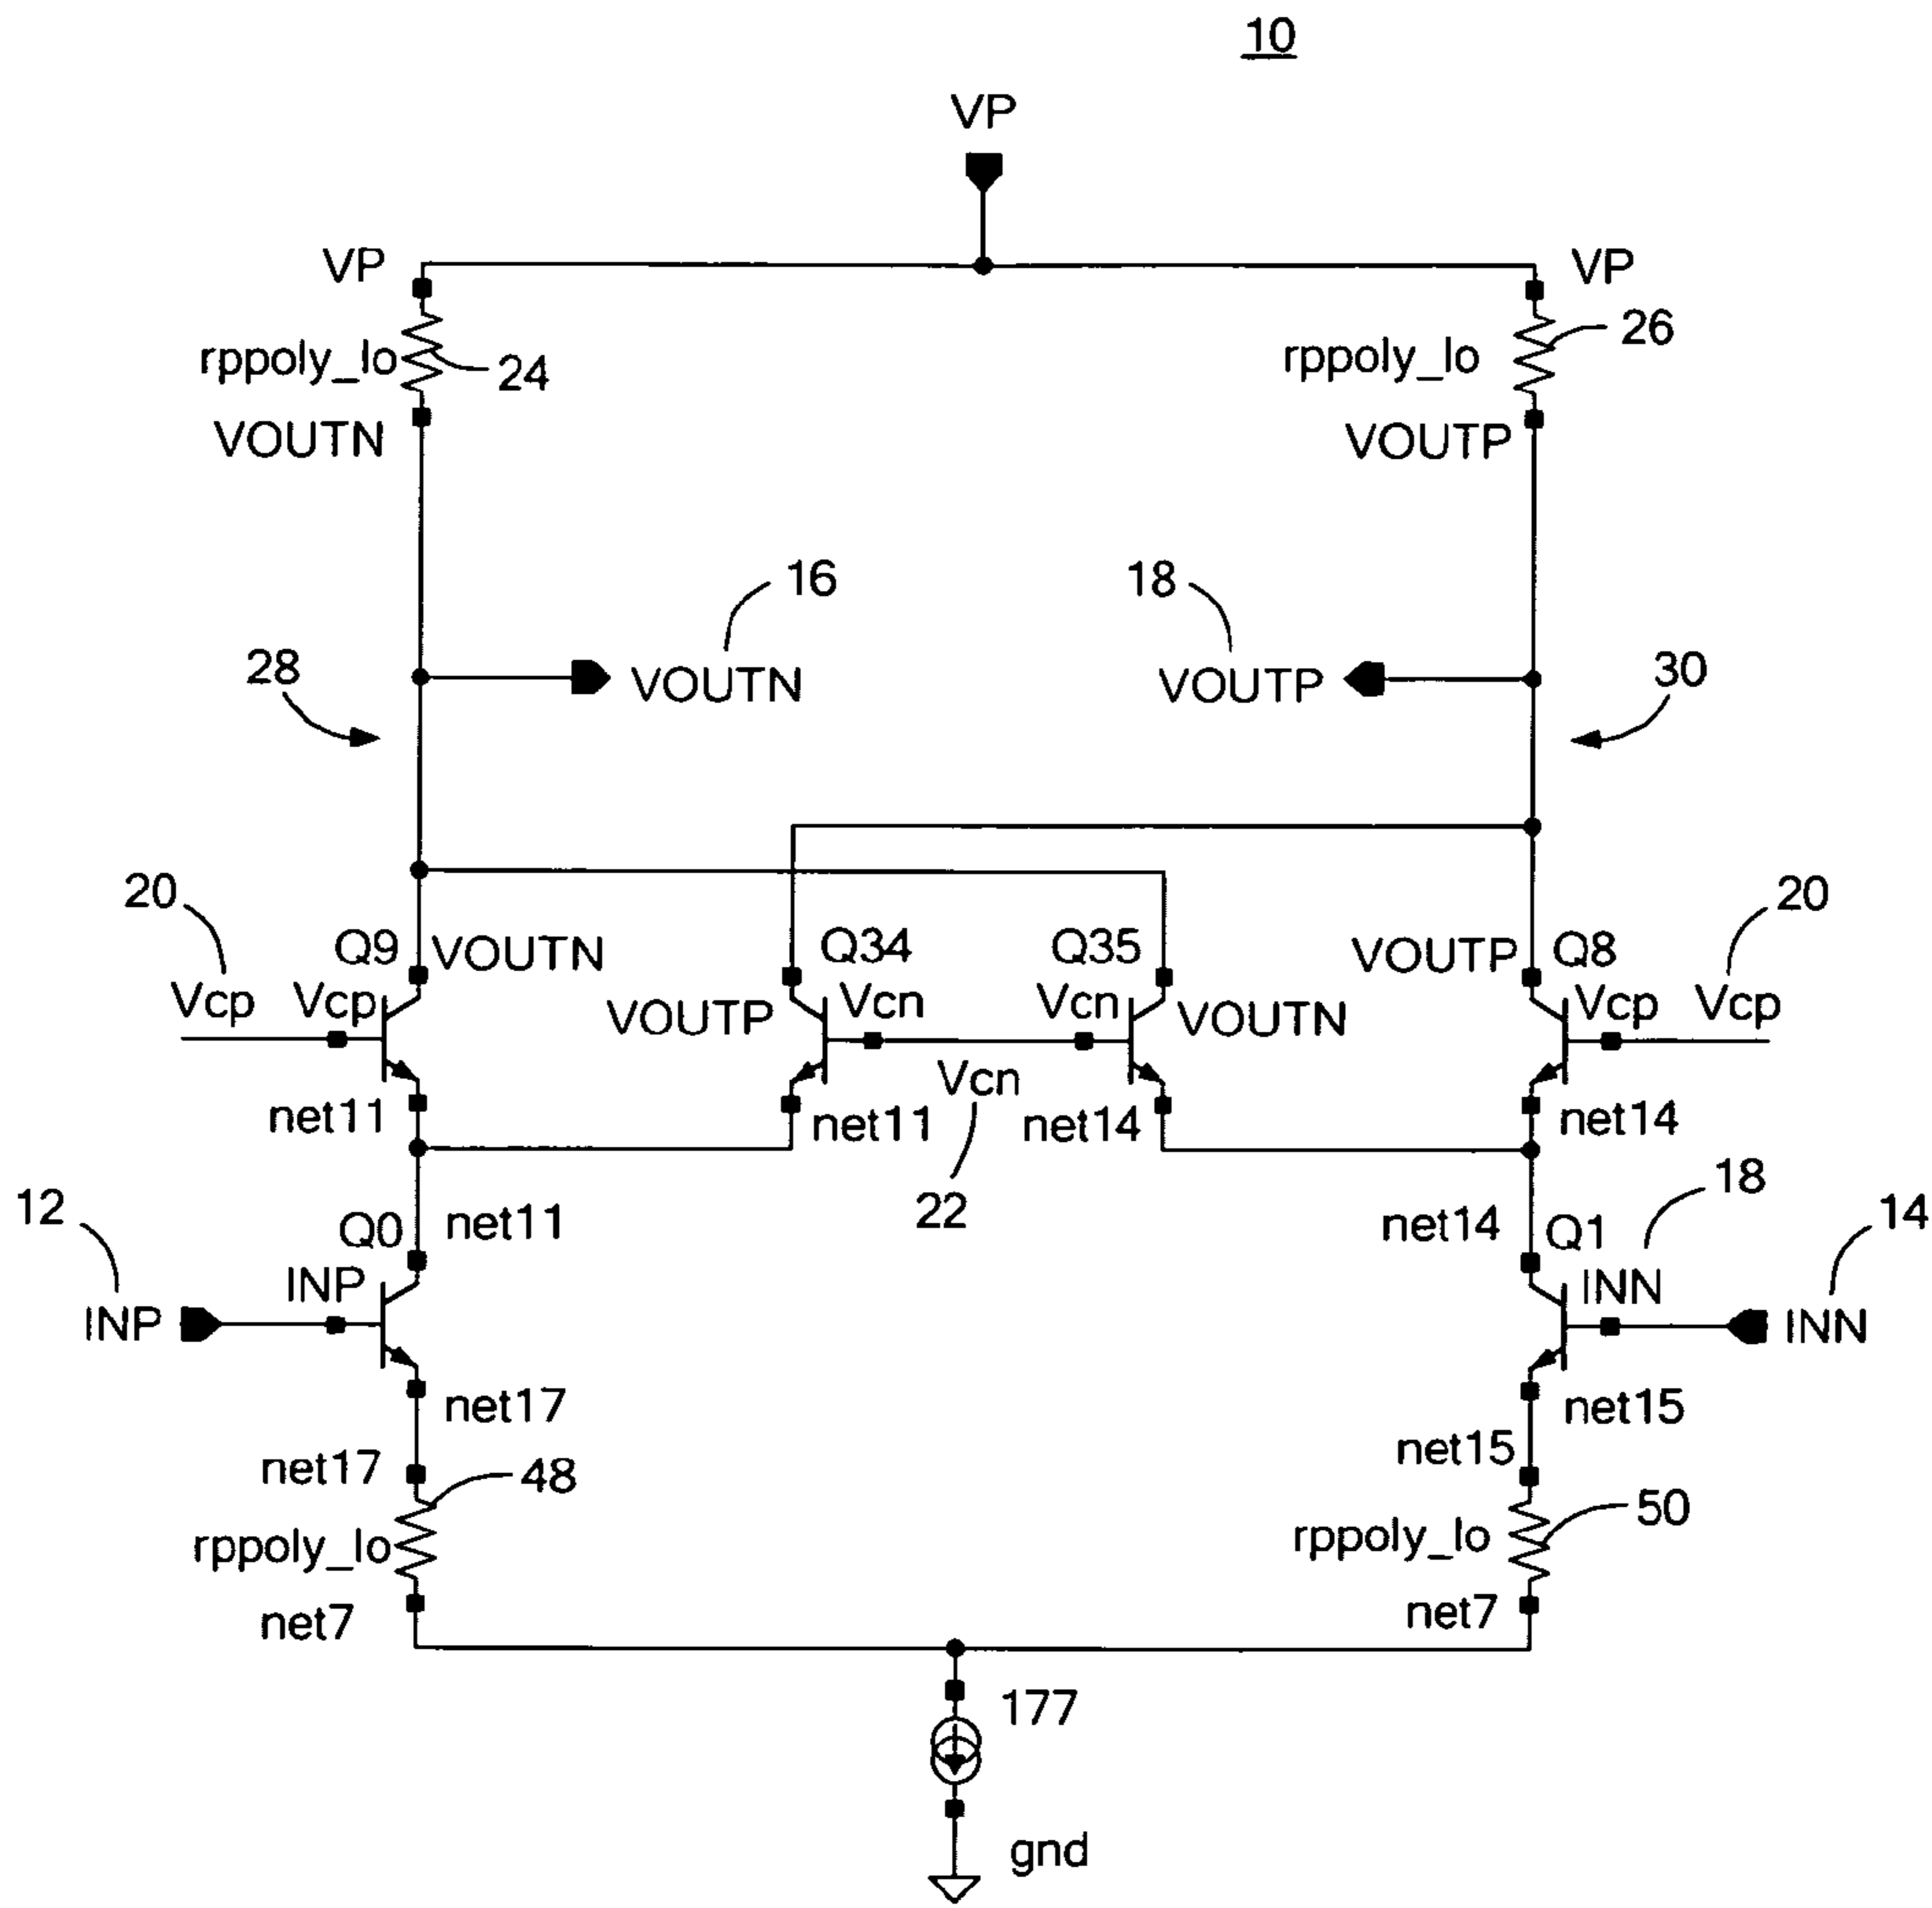 10
VP
VP
VP
rppoly_lo
24
rppoly_lo
26
VOUTN
VOUTP
16
18
28
VOUTN
VOUTP
30
20
20
Q9
VOUTN
Q34
Q35
VOUTP
Q8
Vcp
Vcp
VOUTP
Vcn
Vcn
VOUTN
Vcp
Vcp
Vcn
net11
net11
net14
net14
22
12
18
14
Q0
net11
net14
Q1
INP
INP
INN
INN
net17
net15
net17
48
net15
50
rppoly_lo
rppoly_lo
net7
net7
177
gnd